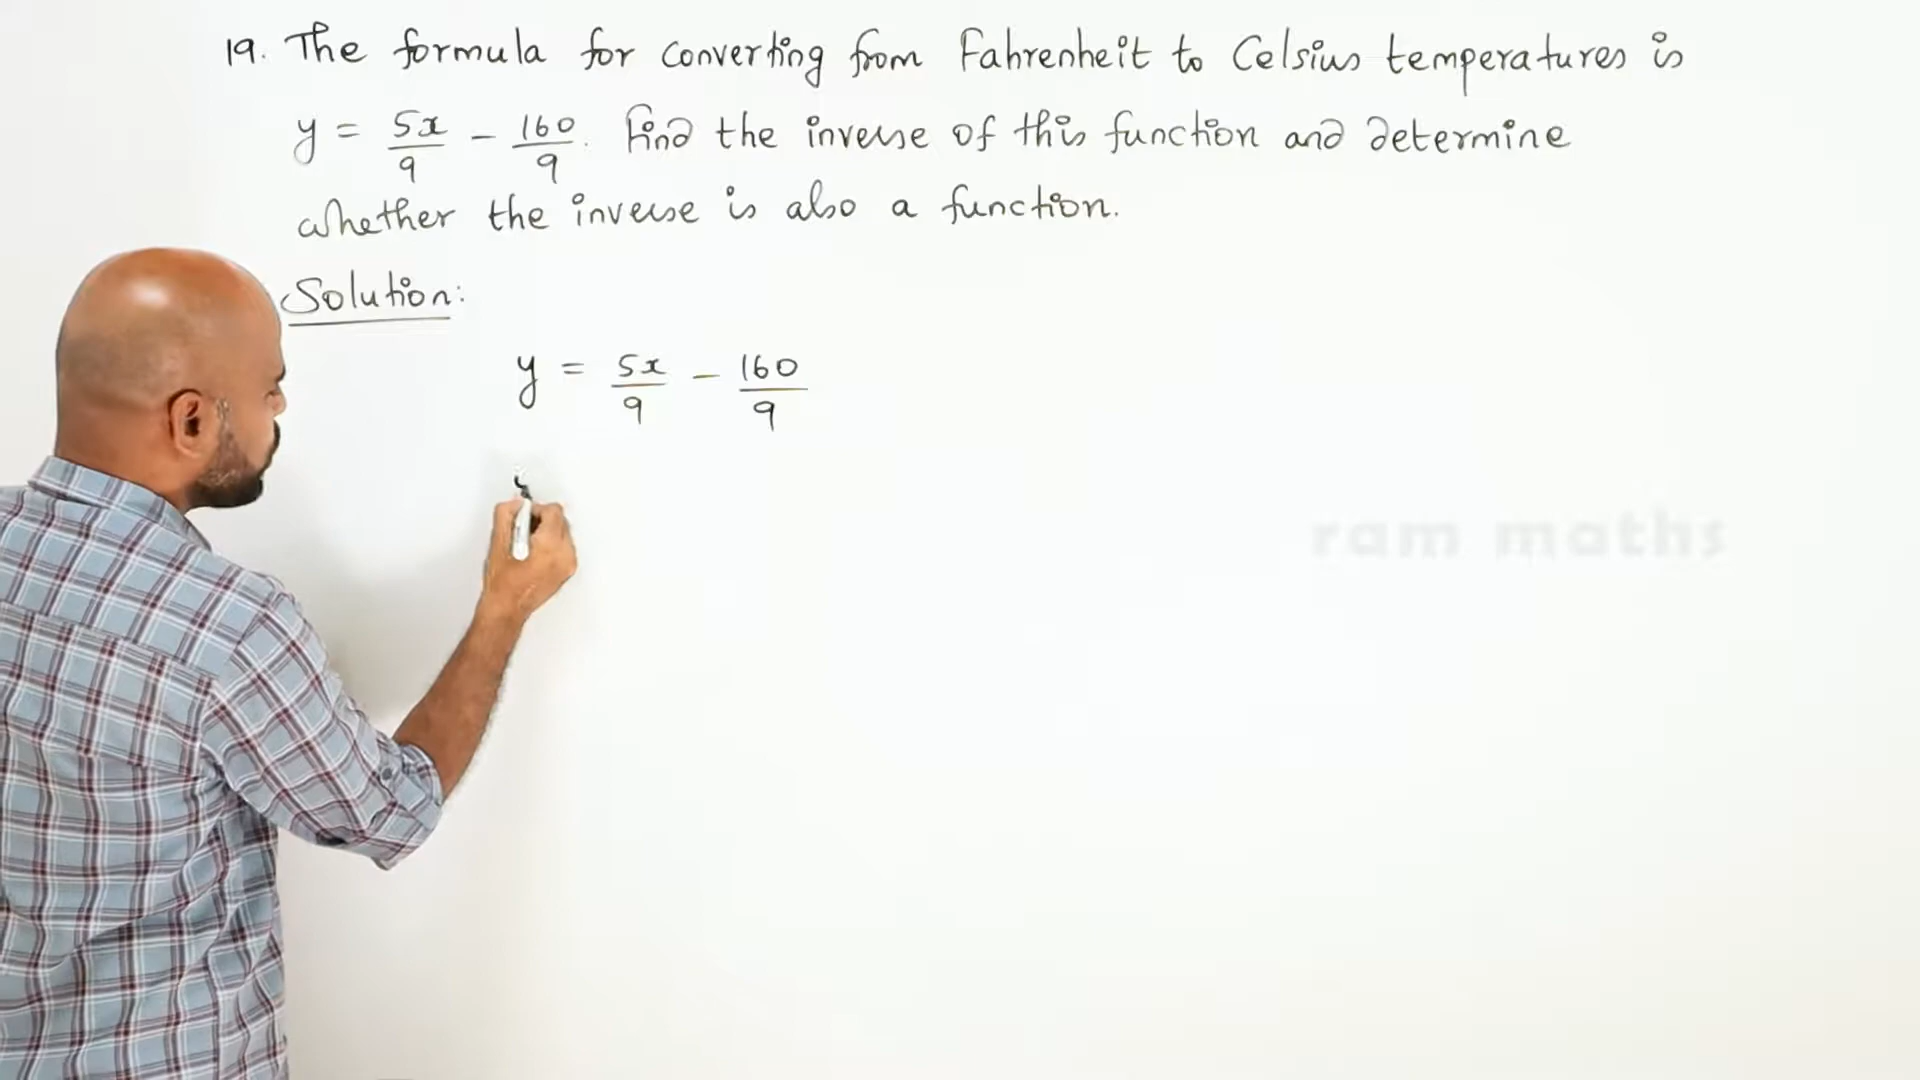 19. The formula for converting from Fahrenheit to Celsius temperatures is
y = 5x/9 - 160/9. Find the inverse of this function and determine
whether the inverse is also a function.
Solution:
y = 5x/9 - 160/9
ram maths